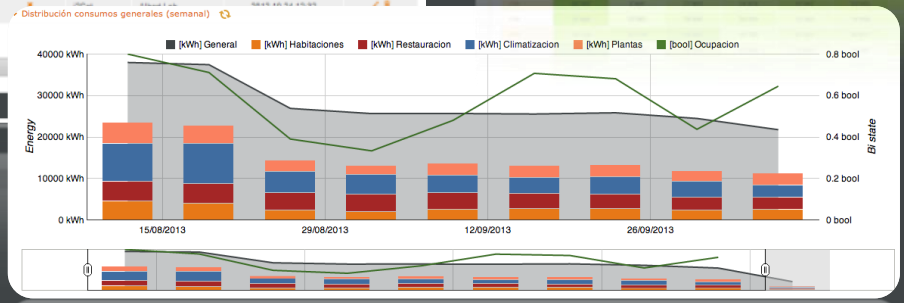 Distribución consumos generales (semanal)
[kWh] General [kWh] Habitaciones [kWh] Restauracion [kWh] Climatizacion [kWh] Plantas [bool] Ocupacion
40000 kWh 0.8 bool
30000 kWh 0.6 bool
20000 kWh 0.4 bool
10000 kWh 0.2 bool
0 kWh 0 bool
Energy
Bi state
15/08/2013 29/08/2013 12/09/2013 26/09/2013